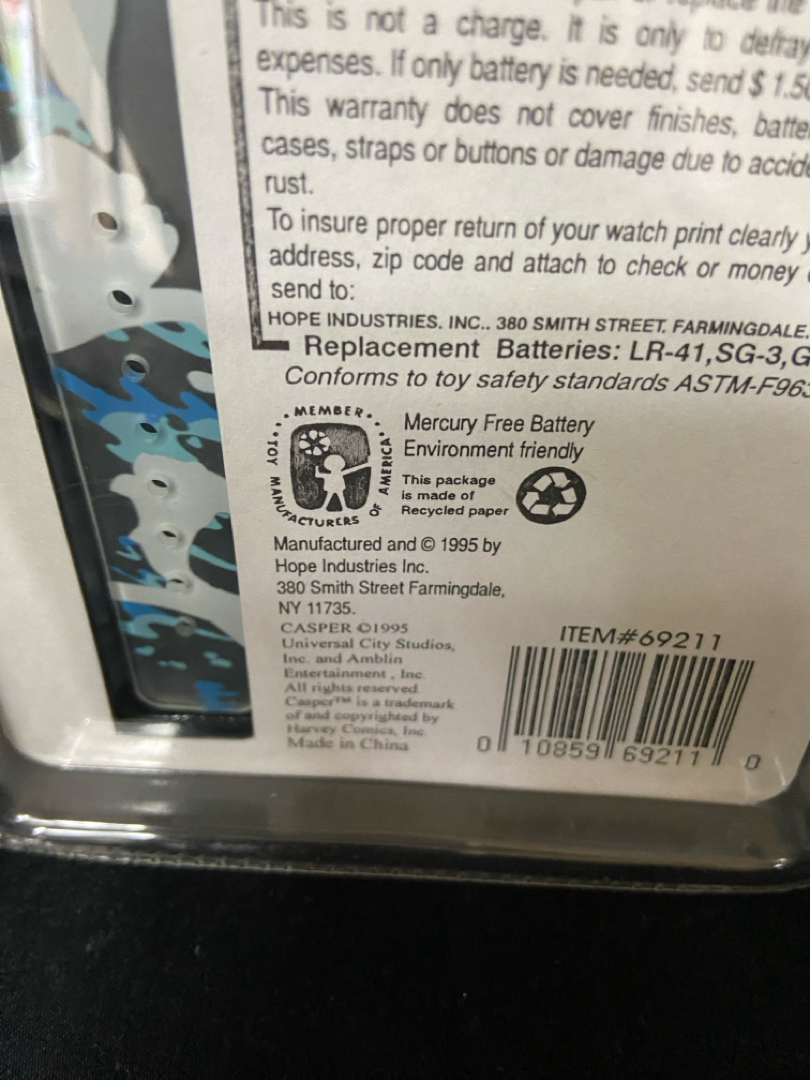 This is not a charge. It is only to defray
expenses. If only battery is needed, send $ 1.50
This warranty does not cover finishes,
cases, straps or buttons or damage due to
rust.
To insure proper return of your watch print clearly
address, zip code and attach to check or money
send to:
HOPE INDUSTRIES. INC.. 380 SMITH STREET. FARMINGDALE.
Replacement Batteries: LR-41,SG-3,G
Conforms to toy safety standards ASTM-F963
MEMBER
TOY MANUFACTURERS OF AMERICA
Mercury Free Battery
Environment friendly
This package
is made of
Recycled paper
Manufactured and © 1995 by
Hope Industries Inc.
380 Smith Street Farmingdale,
NY 11735.
CASPER ©1995
Universal City Studios,
Inc. and Amblin
Entertainment , Inc.
All rights reserved.
Casper™ is a trademark
of and copyrighted by
Harvey Comics, Inc.
Made in China
ITEM#69211
0 10859 69211 0